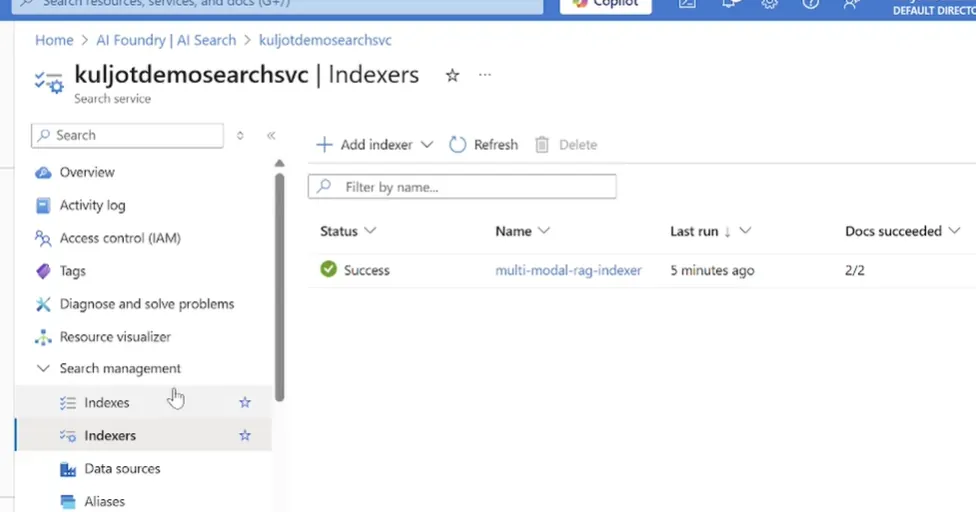 Search resources, services, and docs (G+/)
Copilot
DEFAULT DIRECTO
Home > AI Foundry | AI Search > kuljotdemosearchsvc
kuljotdemosearchsvc | Indexers
Search service
Search
Add indexer
Refresh
Delete
Filter by name...
Overview
Activity log
Access control (IAM)
Tags
Diagnose and solve problems
Resource visualizer
Search management
Indexes
Indexers
Data sources
Aliases
Status
Name
Last run ↓
Docs succeeded
Success
multi-modal-rag-indexer
5 minutes ago
2/2